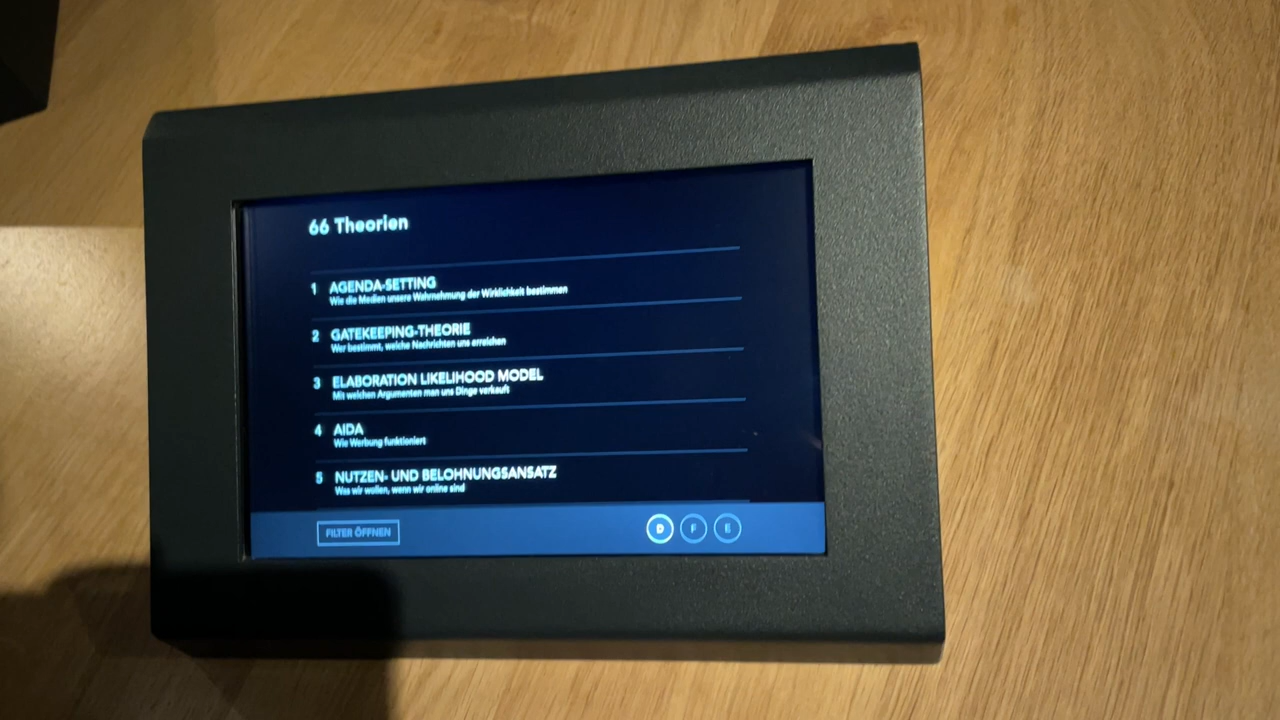 66 Theorien
1 AGENDA-SETTING
Wie die Medien unsere Wahrnehmung der Wirklichkeit bestimmen
2 GATEKEEPING-THEORIE
Wer bestimmt, welche Nachrichten uns erreichen
3 ELABORATION LIKELIHOOD MODEL
Mit welchen Argumenten man uns Dinge verkauft
4 AIDA
Wie Werbung funktioniert
5 NUTZEN- UND BELOHNUNGSANSATZ
Was wir wollen, wenn wir online sind
FILTER ÖFFNEN D F E